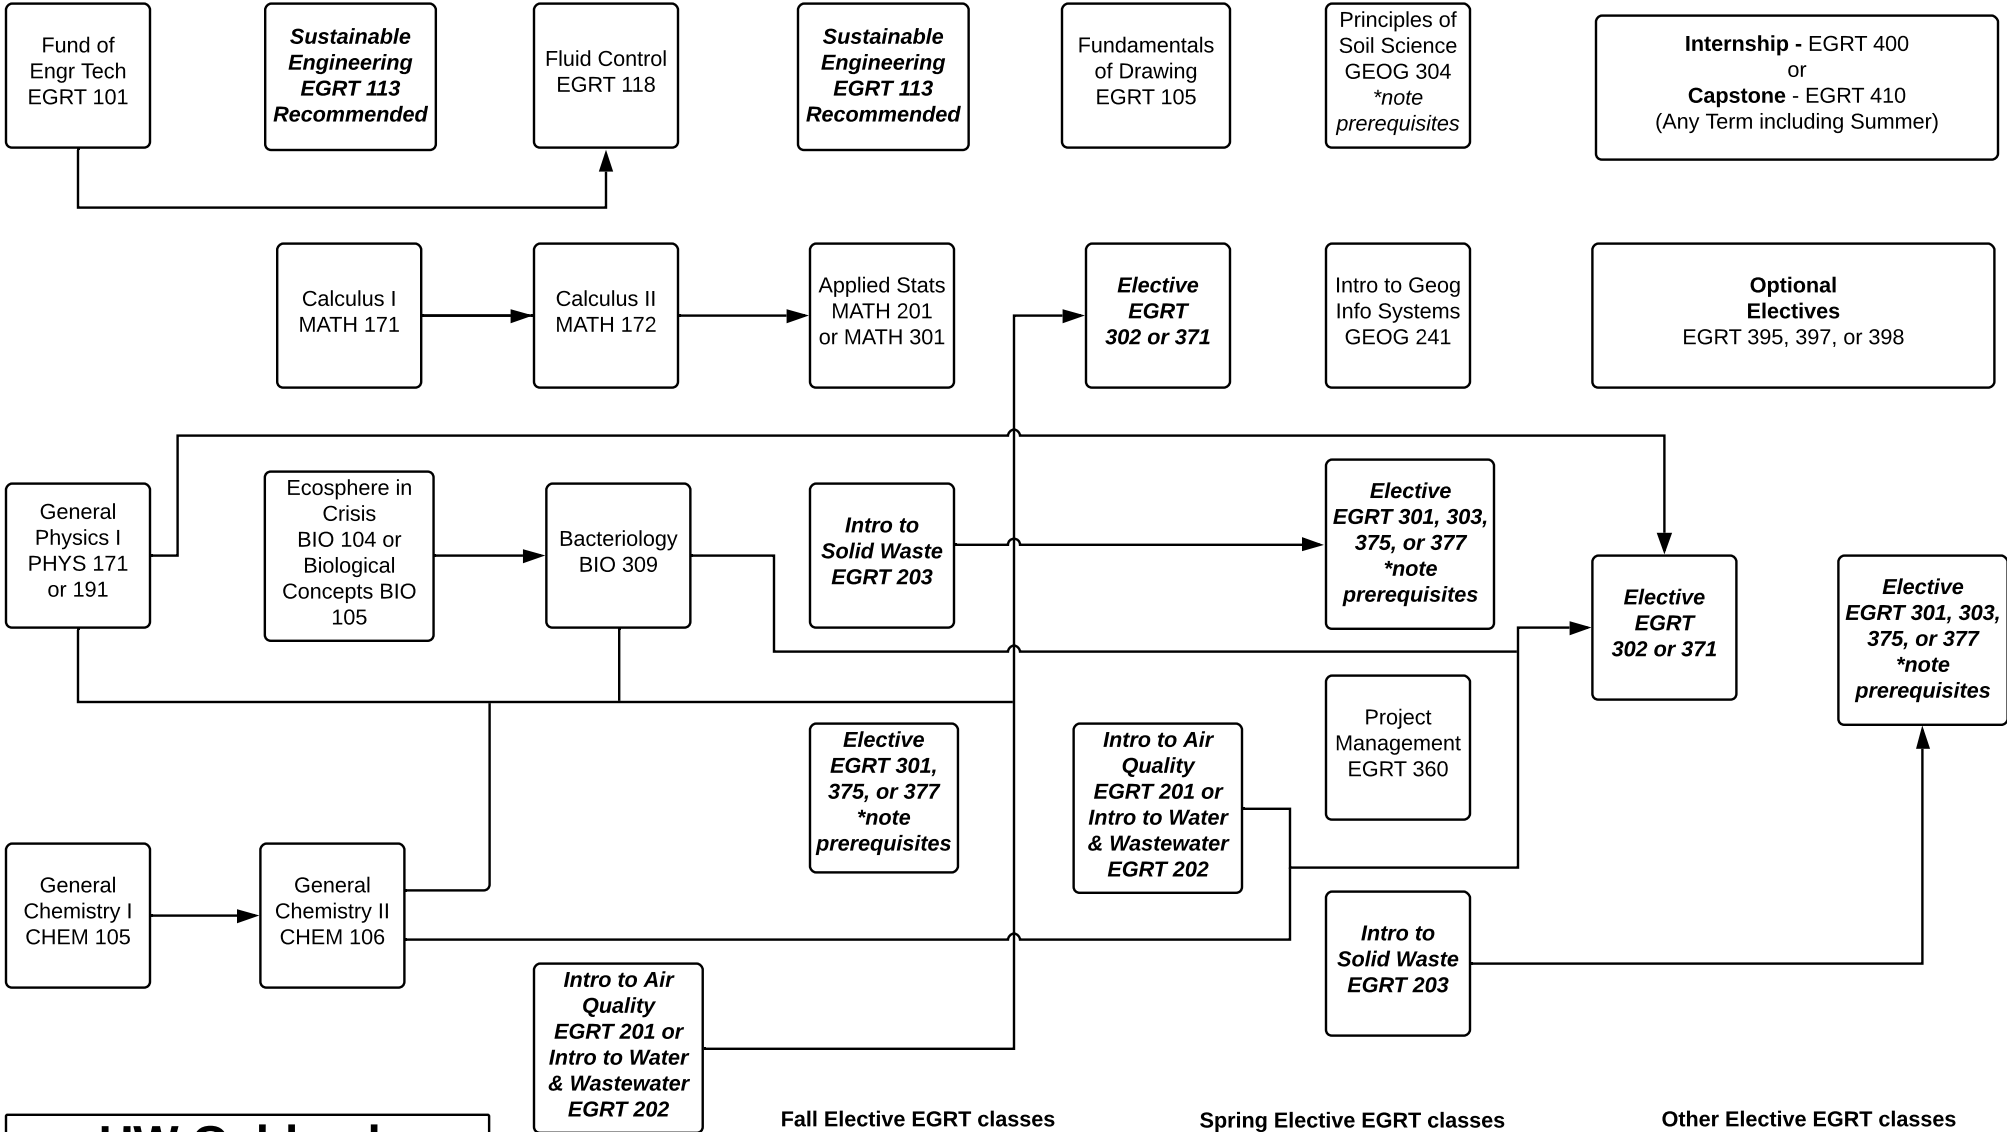 Fund of
Engr Tech
EGRT 101
Sustainable
Engineering
EGRT 113
Recommended
Fluid Control
EGRT 118
Sustainable
Engineering
EGRT 113
Recommended
Fundamentals
of Drawing
EGRT 105
Principles of
Soil Science
GEOG 304
*note
prerequisites
Internship - EGRT 400
or
Capstone - EGRT 410
(Any Term including Summer)
Calculus I
MATH 171
Calculus II
MATH 172
Applied Stats
MATH 201
or MATH 301
Elective
EGRT
302 or 371
Intro to Geog
Info Systems
GEOG 241
Optional
Electives
EGRT 395, 397, or 398
General
Physics I
PHYS 171
or 191
Ecosphere in
Crisis
BIO 104 or
Biological
Concepts BIO
105
Bacteriology
BIO 309
Intro to
Solid Waste
EGRT 203
Elective
EGRT 301, 303,
375, or 377
*note
prerequisites
Elective
EGRT
302 or 371
Elective
EGRT 301, 303,
375, or 377
*note
prerequisites
Elective
EGRT 301,
375, or 377
*note
prerequisites
Intro to Air
Quality
EGRT 201 or
Intro to Water
& Wastewater
EGRT 202
Project
Management
EGRT 360
General
Chemistry I
CHEM 105
General
Chemistry II
CHEM 106
Intro to
Solid Waste
EGRT 203
Intro to Air
Quality
EGRT 201 or
Intro to Water
& Wastewater
EGRT 202
Fall Elective EGRT classes
Spring Elective EGRT classes
Other Elective EGRT classes